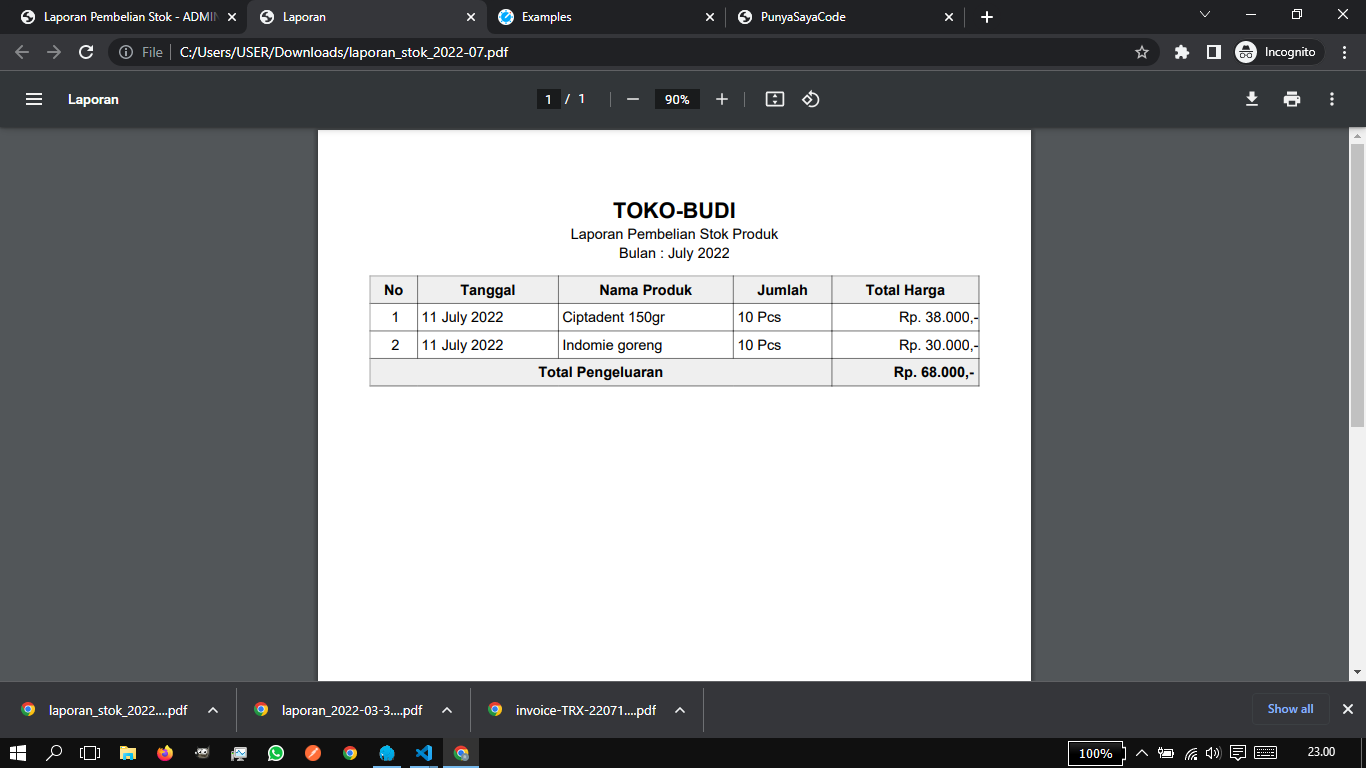 Laporan Pembelian Stok - ADMIN
Laporan
Examples
PunyaSayaCode
File
C:/Users/USER/Downloads/laporan_stok_2022-07.pdf
Incognito
Laporan
1 / 1
90%
TOKO-BUDI
Laporan Pembelian Stok Produk
Bulan : July 2022
No Tanggal Nama Produk Jumlah Total Harga
1 11 July 2022 Ciptadent 150gr 10 Pcs Rp. 38.000,-
2 11 July 2022 Indomie goreng 10 Pcs Rp. 30.000,-
Total Pengeluaran Rp. 68.000,-
laporan_stok_2022....pdf
laporan_2022-03-3....pdf
invoice-TRX-22071....pdf
Show all
100%
23.00